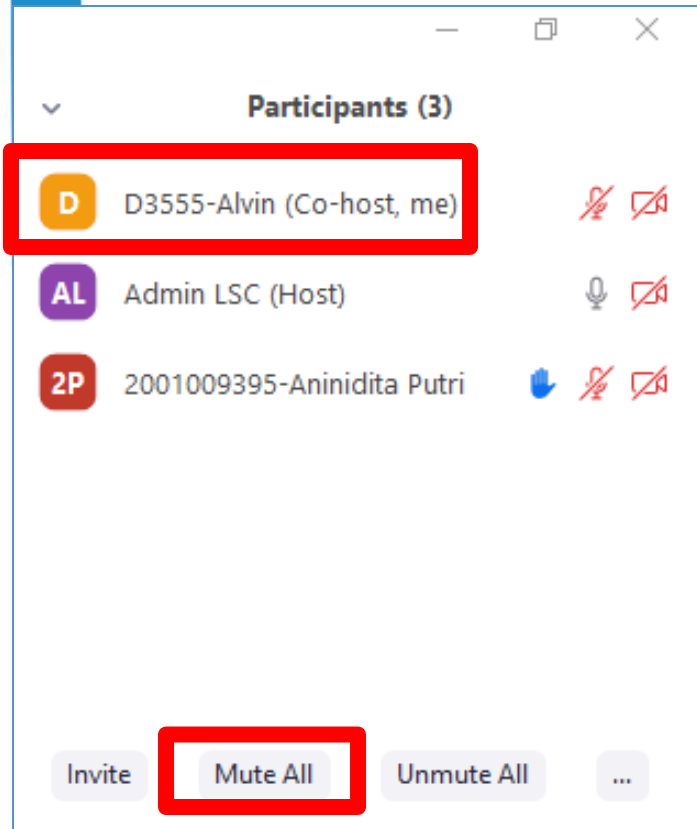 Participants (3)
D D3555-Alvin (Co-host, me)
AL Admin LSC (Host)
2P 2001009395-Aninidita Putri
Invite Mute All Unmute All ...